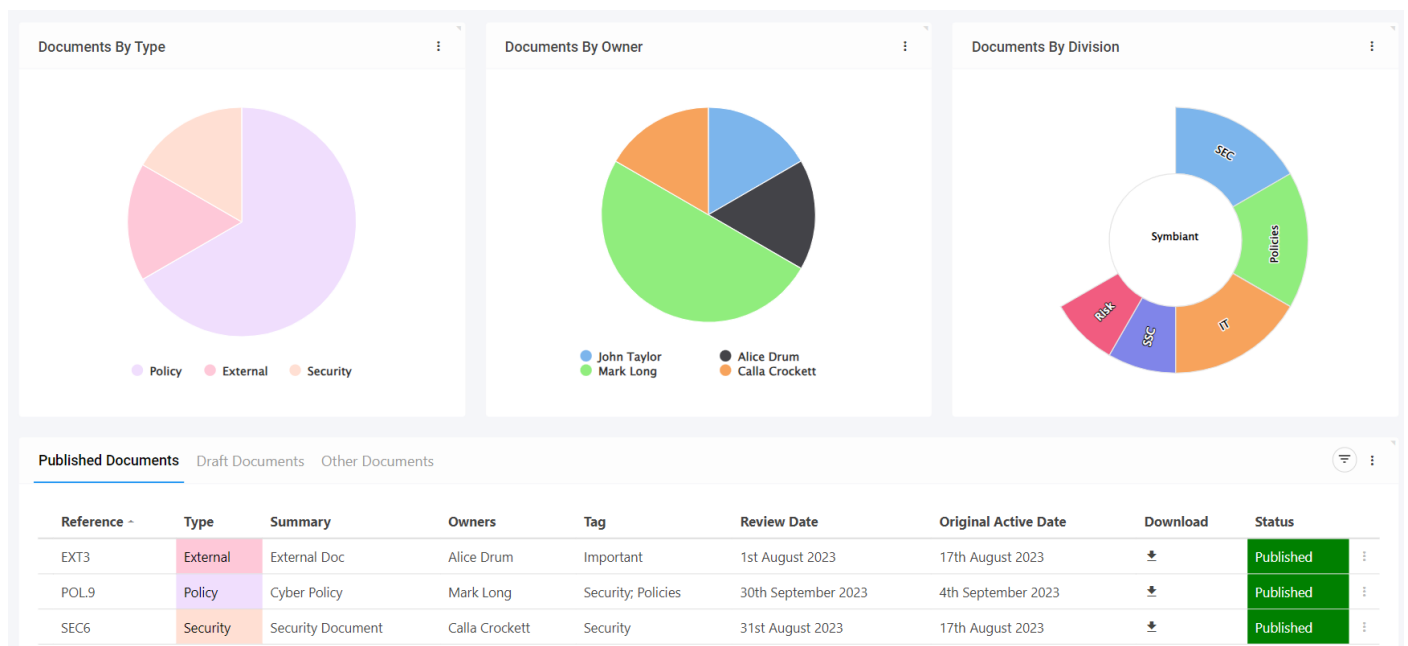 Documents By Type
Documents By Owner
Documents By Division
SEC
Policies
IT
SSC
Risk
Symbiant
Policy External Security
John Taylor Alice Drum
Mark Long Calla Crockett
Published Documents Draft Documents Other Documents
Reference Type Summary Owners Tag Review Date Original Active Date Download Status
EXT3 External External Doc Alice Drum Important 1st August 2023 17th August 2023 Published
POL.9 Policy Cyber Policy Mark Long Security; Policies 30th September 2023 4th September 2023 Published
SEC6 Security Security Document Calla Crockett Security 31st August 2023 17th August 2023 Published